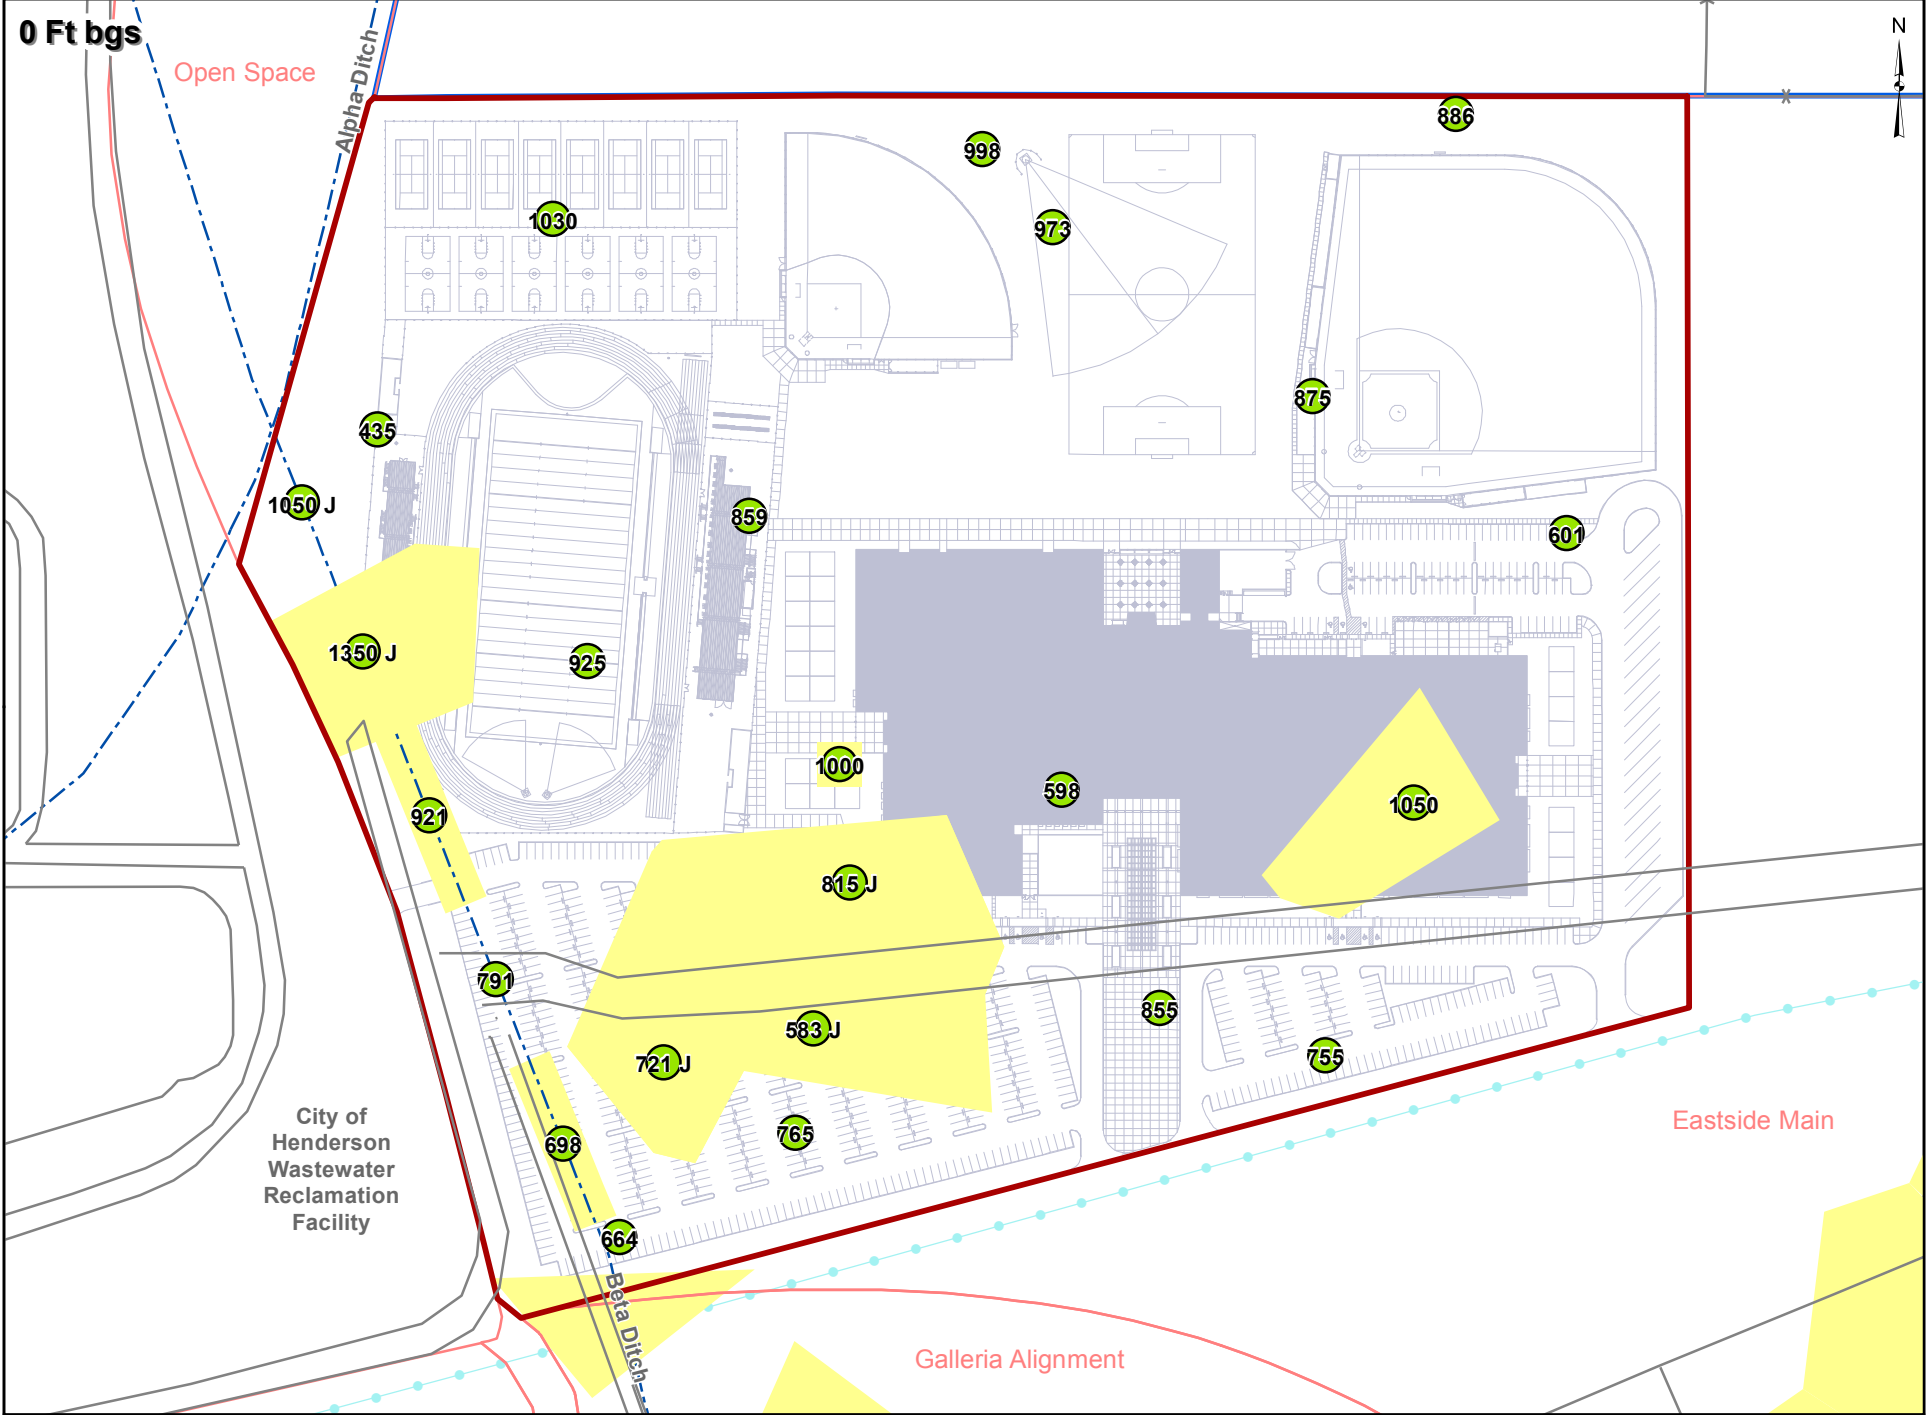 0 Ft bgs
Open Space
Alpha Ditch
N
886
998
1030
973
875
435
1050 J
859
601
1350 J
925
1000
598
1050
921
815 J
791
855
583 J
721 J
755
765
698
City of
Henderson
Wastewater
Reclamation
Facility
Eastside Main
664
Beta Ditch
Galleria Alignment